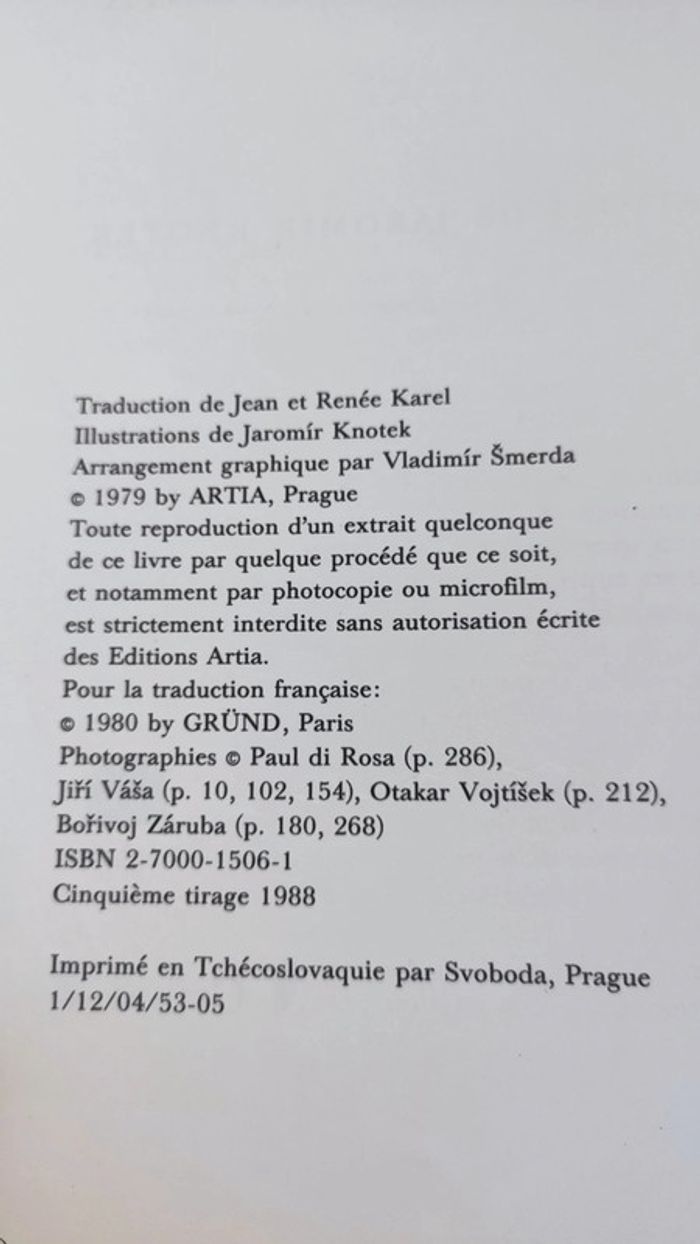 Traduction de Jean et Renée Karel
Illustrations de Jaromír Knotek
Arrangement graphique par Vladimír Šmerda
© 1979 by ARTIA, Prague
Toute reproduction d'un extrait quelconque
de ce livre par quelque procédé que ce soit,
et notamment par photocopie ou microfilm,
est strictement interdite sans autorisation écrite
des Editions Artia.
Pour la traduction française:
© 1980 by GRÜND, Paris
Photographies © Paul di Rosa (p. 286),
Jiří Váša (p. 10, 102, 154), Otakar Vojtíšek (p. 212),
Bořivoj Záruba (p. 180, 268)
ISBN 2-7000-1506-1
Cinquième tirage 1988
Imprimé en Tchécoslovaquie par Svoboda, Prague
1/12/04/53-05